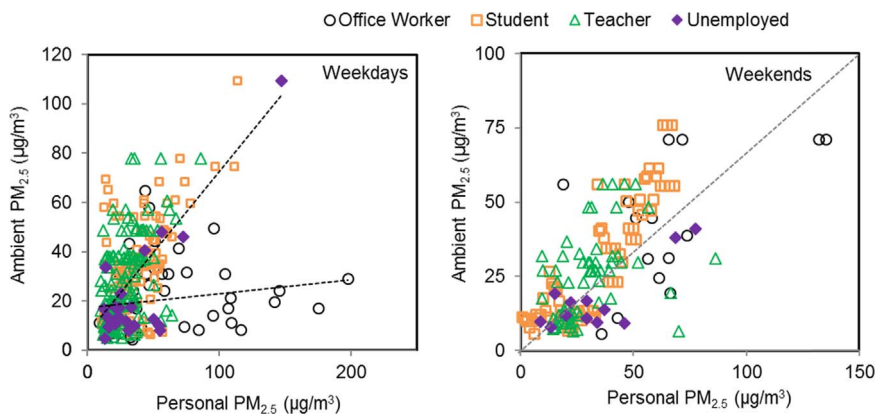 Office Worker Student Teacher Unemployed
Weekdays
Ambient PM2.5 (µg/m³)
120
100
80
60
40
20
0
0 100 200
Personal PM2.5 (µg/m³)
Weekends
Ambient PM2.5 (µg/m³)
100
75
50
25
0
0 50 100 150
Personal PM2.5 (µg/m³)